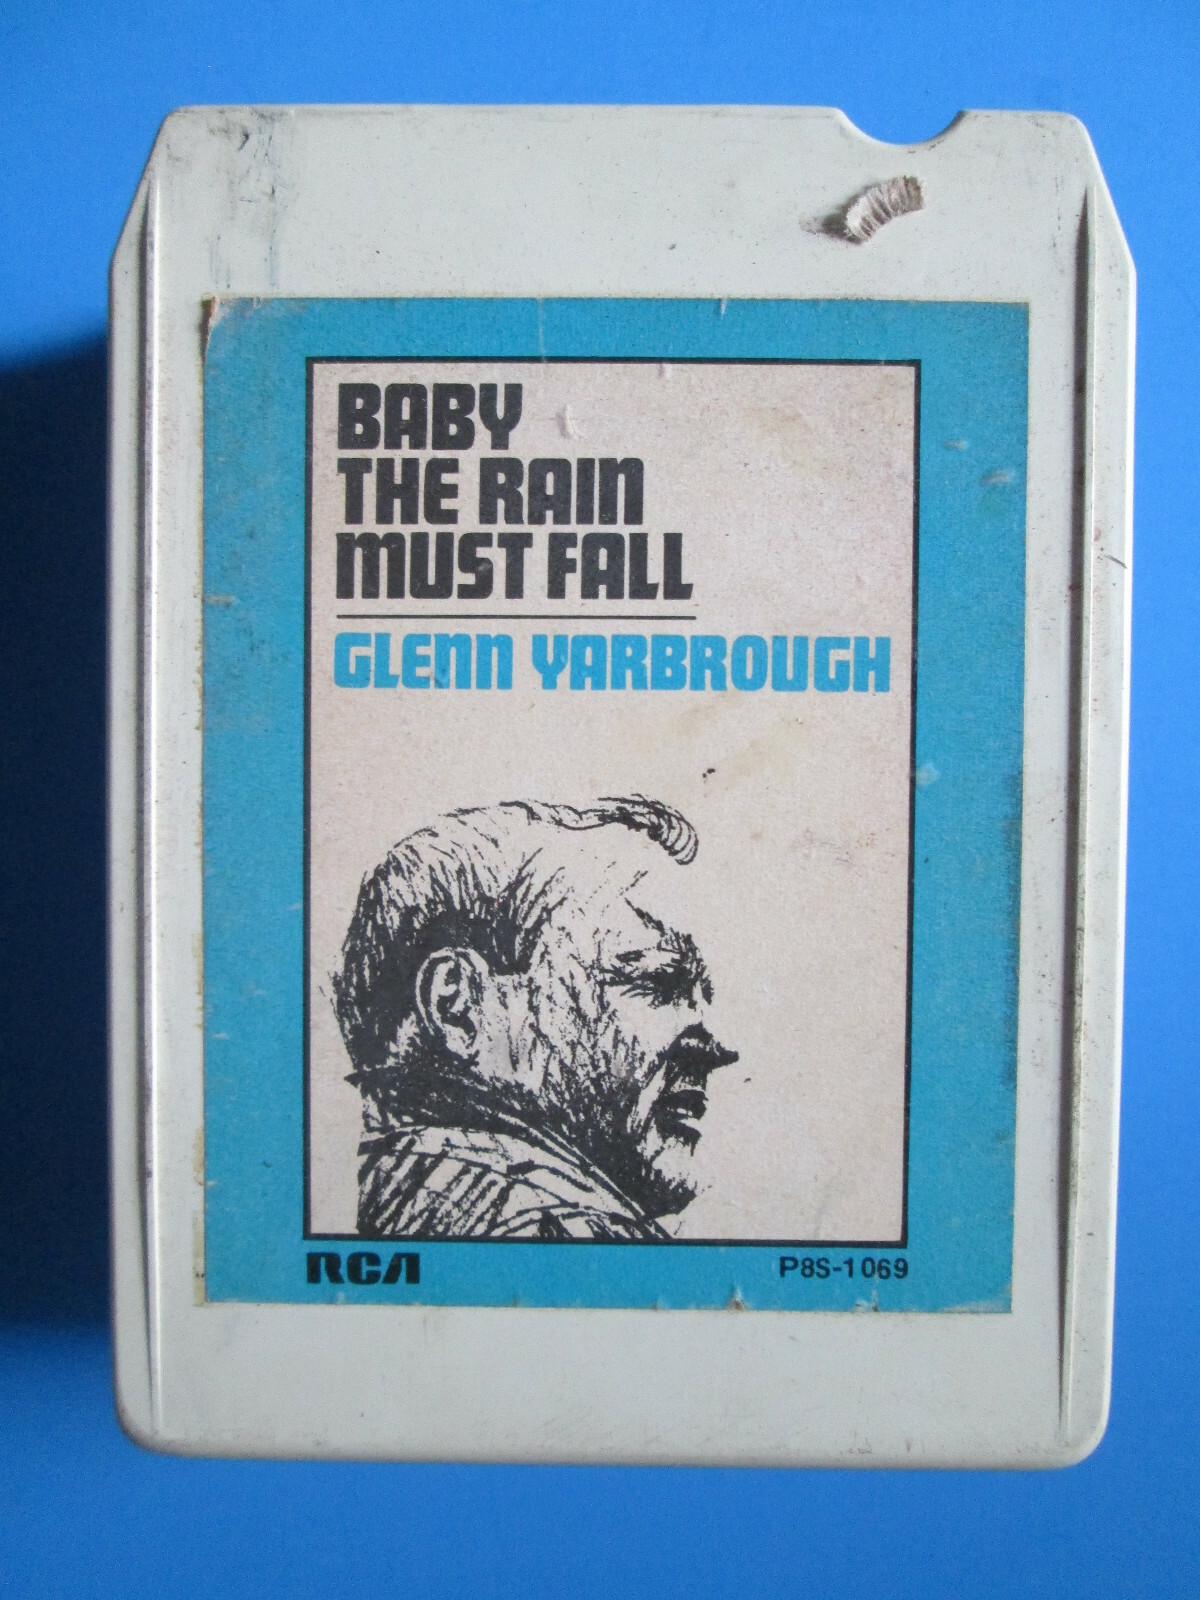 BABY
THE RAIN
MUST FALL
GLENN YARBROUGH
RCA P8S-1069